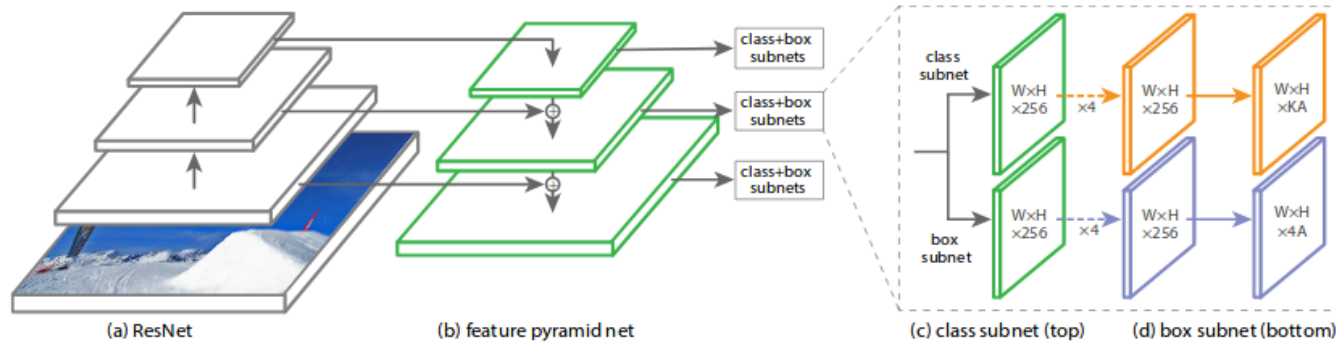 class+box
subnets
class+box
subnets
class+box
subnets
class
subnet
W×H
×256
×4
W×H
×256
W×H
×KA
box
subnet
W×H
×256
×4
W×H
×256
W×H
×4A
(a) ResNet
(b) feature pyramid net
(c) class subnet (top)
(d) box subnet (bottom)